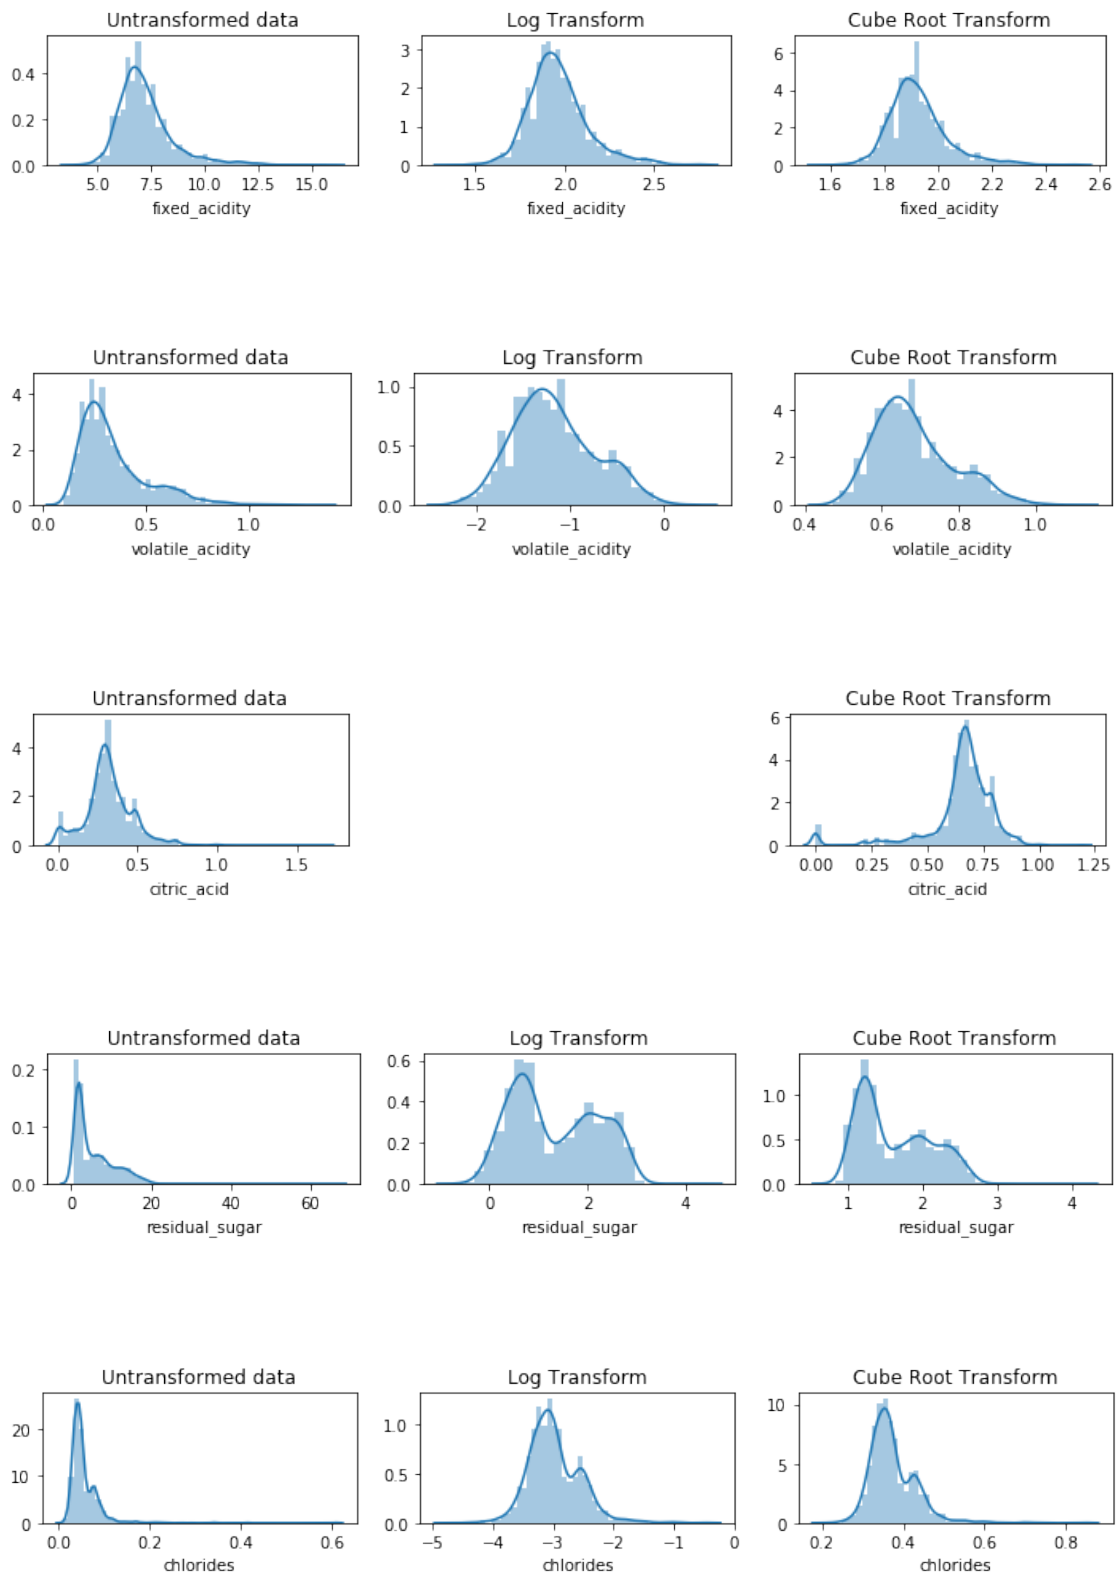 Untransformed data Log Transform Cube Root Transform
0.4 3 6
0.2 2 4
0.0 1 2
0 0
5.0 7.5 10.0 12.5 15.0 1.5 2.0 2.5 1.6 1.8 2.0 2.2 2.4 2.6
fixed_acidity fixed_acidity fixed_acidity
Untransformed data Log Transform Cube Root Transform
4 1.0 4
2 0.5 2
0 0.0 0
0.0 0.5 1.0 −2 −1 0 0.4 0.6 0.8 1.0
volatile_acidity volatile_acidity volatile_acidity
Untransformed data Cube Root Transform
4 6
2 4
0 2
0
0.0 0.5 1.0 1.5 0.00 0.25 0.50 0.75 1.00 1.25
citric_acid citric_acid
Untransformed data Log Transform Cube Root Transform
0.2 0.6 1.0
0.1 0.4 0.5
0.0 0.2 0.0
0.0
0 20 40 60 0 2 4 1 2 3 4
residual_sugar residual_sugar residual_sugar
Untransformed data Log Transform Cube Root Transform
20 1.0 10
10 0.5 5
0 0.0 0
0.0 0.2 0.4 0.6 −5 −4 −3 −2 −1 0 0.2 0.4 0.6 0.8
chlorides chlorides chlorides